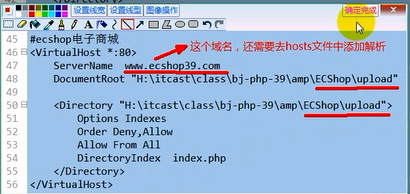 设置线宽 设置线型 图像操作 确定完成
45 #ecshop电子商城
46 <VirtualHost *:80>
47 ServerName www.ecshop39.com
这个域名，还需要去hosts文件中添加解析
48 DocumentRoot "H:\itcast\class\bj-php-39\amp\ECShop\upload"
49
50 <Directory "H:\itcast\class\bj-php-39\amp\ECShop\upload">
51 Options Indexes
52 Order Deny,Allow
53 Allow From All
54 DirectoryIndex index.php
55 </Directory>
56 </VirtualHost>